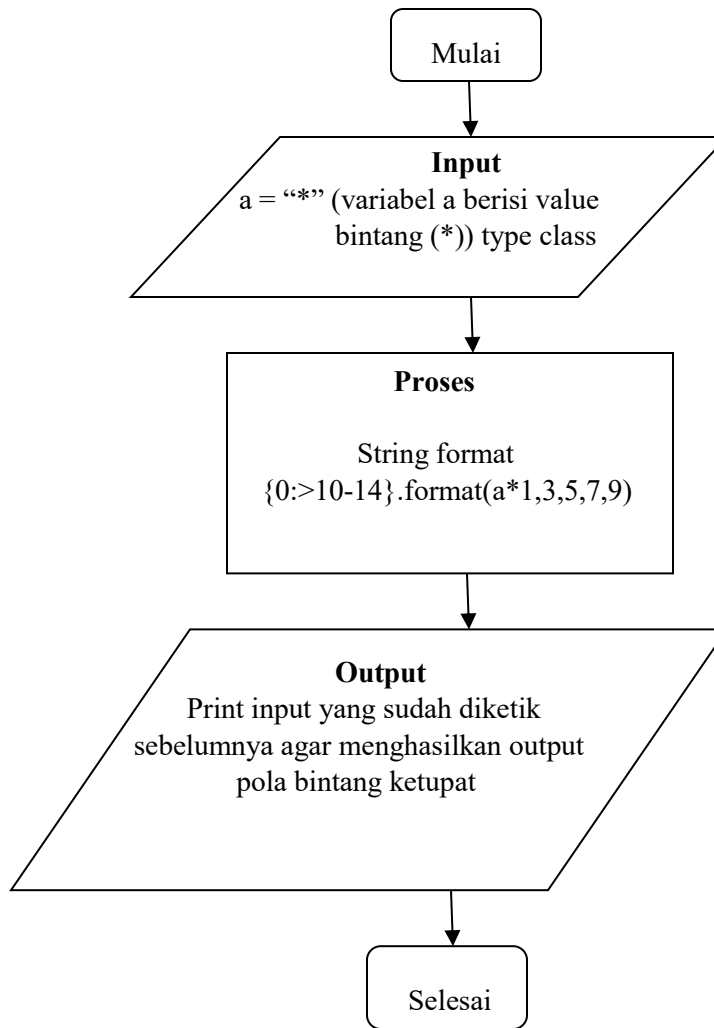 Mulai
Input
a = “*” (variabel a berisi value
bintang (*)) type class
Proses
String format
{0:>10-14}.format(a*1,3,5,7,9)
Output
Print input yang sudah diketik
sebelumnya agar menghasilkan output
pola bintang ketupat
Selesai